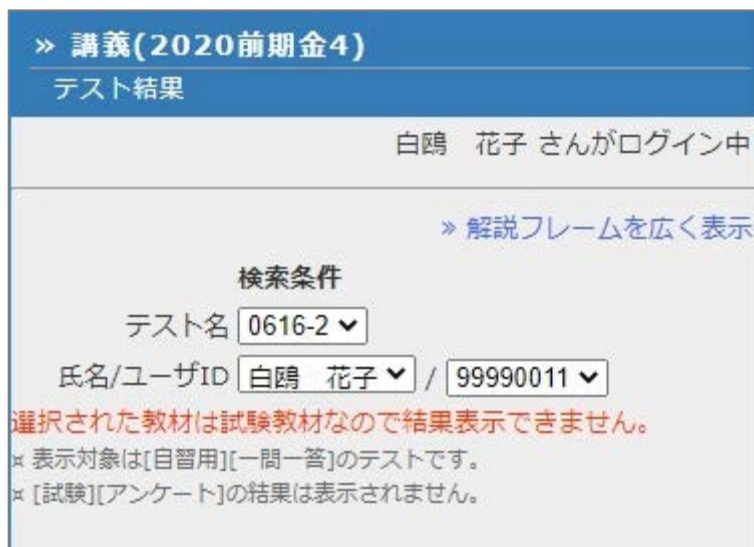 » 講義(2020前期金4)
テスト結果
白鴎　花子 さんがログイン中
» 解説フレームを広く表示
検索条件
テスト名 0616-2
氏名/ユーザID 白鴎　花子 / 99990011
選択された教材は試験教材なので結果表示できません。
¤ 表示対象は[自習用][一問一答]のテストです。
¤ [試験][アンケート]の結果は表示されません。